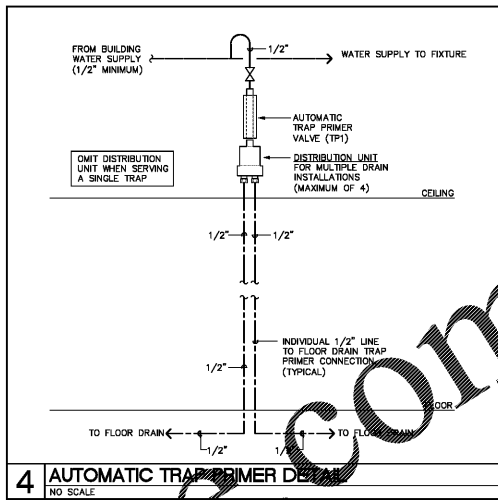 1/2"
FROM BUILDING
WATER SUPPLY
(1/2" MINIMUM)
WATER SUPPLY TO FIXTURE
AUTOMATIC
TRAP PRIMER
VALVE (TP1)
OMIT DISTRIBUTION
UNIT WHEN SERVING
A SINGLE TRAP
DISTRIBUTION UNIT
FOR MULTIPLE DRAIN
INSTALLATIONS
(MAXIMUM OF 4)
CEILING
1/2" 1/2"
INDIVIDUAL 1/2" LINE
TO FLOOR DRAIN TRAP
PRIMER CONNECTION
(TYPICAL)
1/2"
FLOOR
TO FLOOR DRAIN TO FLOOR DRAIN
1/2" 1/2"
4 AUTOMATIC TRAP PRIMER DETAIL
NO SCALE
com